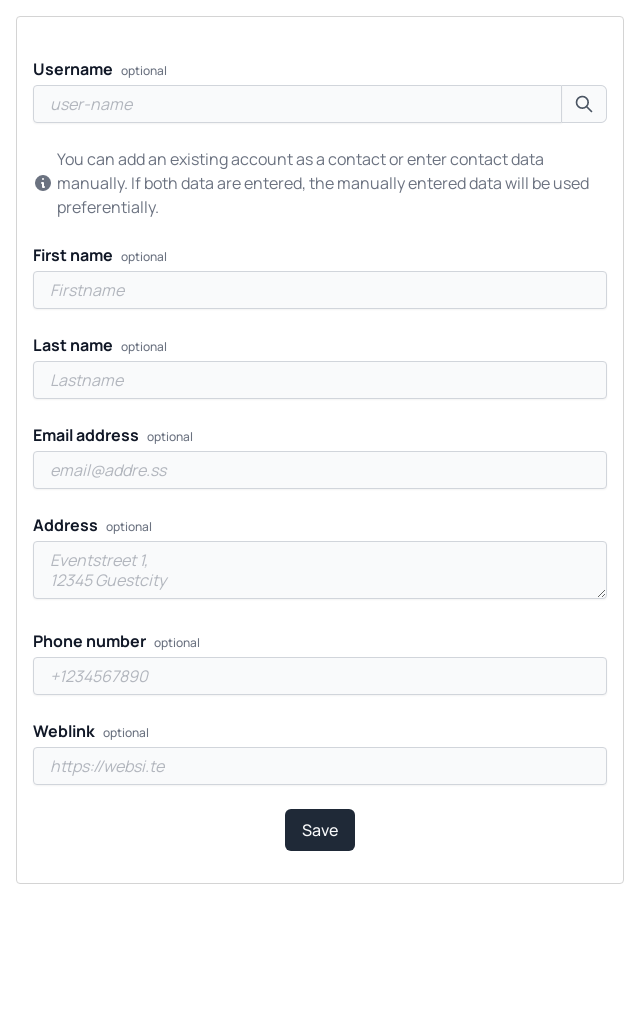 Username optional
user-name
You can add an existing account as a contact or enter contact data
manually. If both data are entered, the manually entered data will be used
preferentially.
First name optional
Firstname
Last name optional
Lastname
Email address optional
email@addre.ss
Address optional
Eventstreet 1,
12345 Guestcity
Phone number optional
+1234567890
Weblink optional
https://websi.te
Save